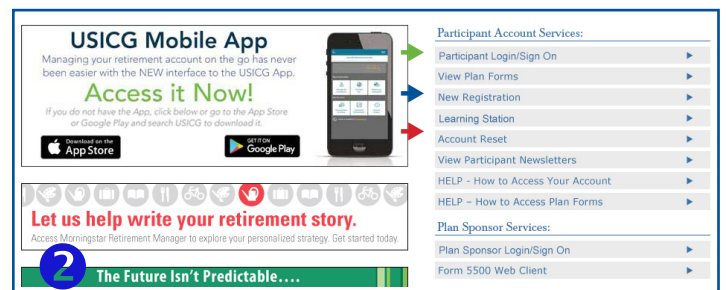 USICG Mobile App
Managing your retirement account on the go has never
been easier with the NEW interface to the USICG App.
Access it Now!
If you do not have the App, click below or go to the App Store
or Google Play and search USICG to download it.
Download on the
App Store
GET IT ON
Google Play
Let us help write your retirement story.
Access Morningstar Retirement Manager to explore your personalized strategy. Get started today.
2
The Future Isn't Predictable....
Participant Account Services:
Participant Login/Sign On
View Plan Forms
New Registration
Learning Station
Account Reset
View Participant Newsletters
HELP - How to Access Your Account
HELP – How to Access Plan Forms
Plan Sponsor Services:
Plan Sponsor Login/Sign On
Form 5500 Web Client